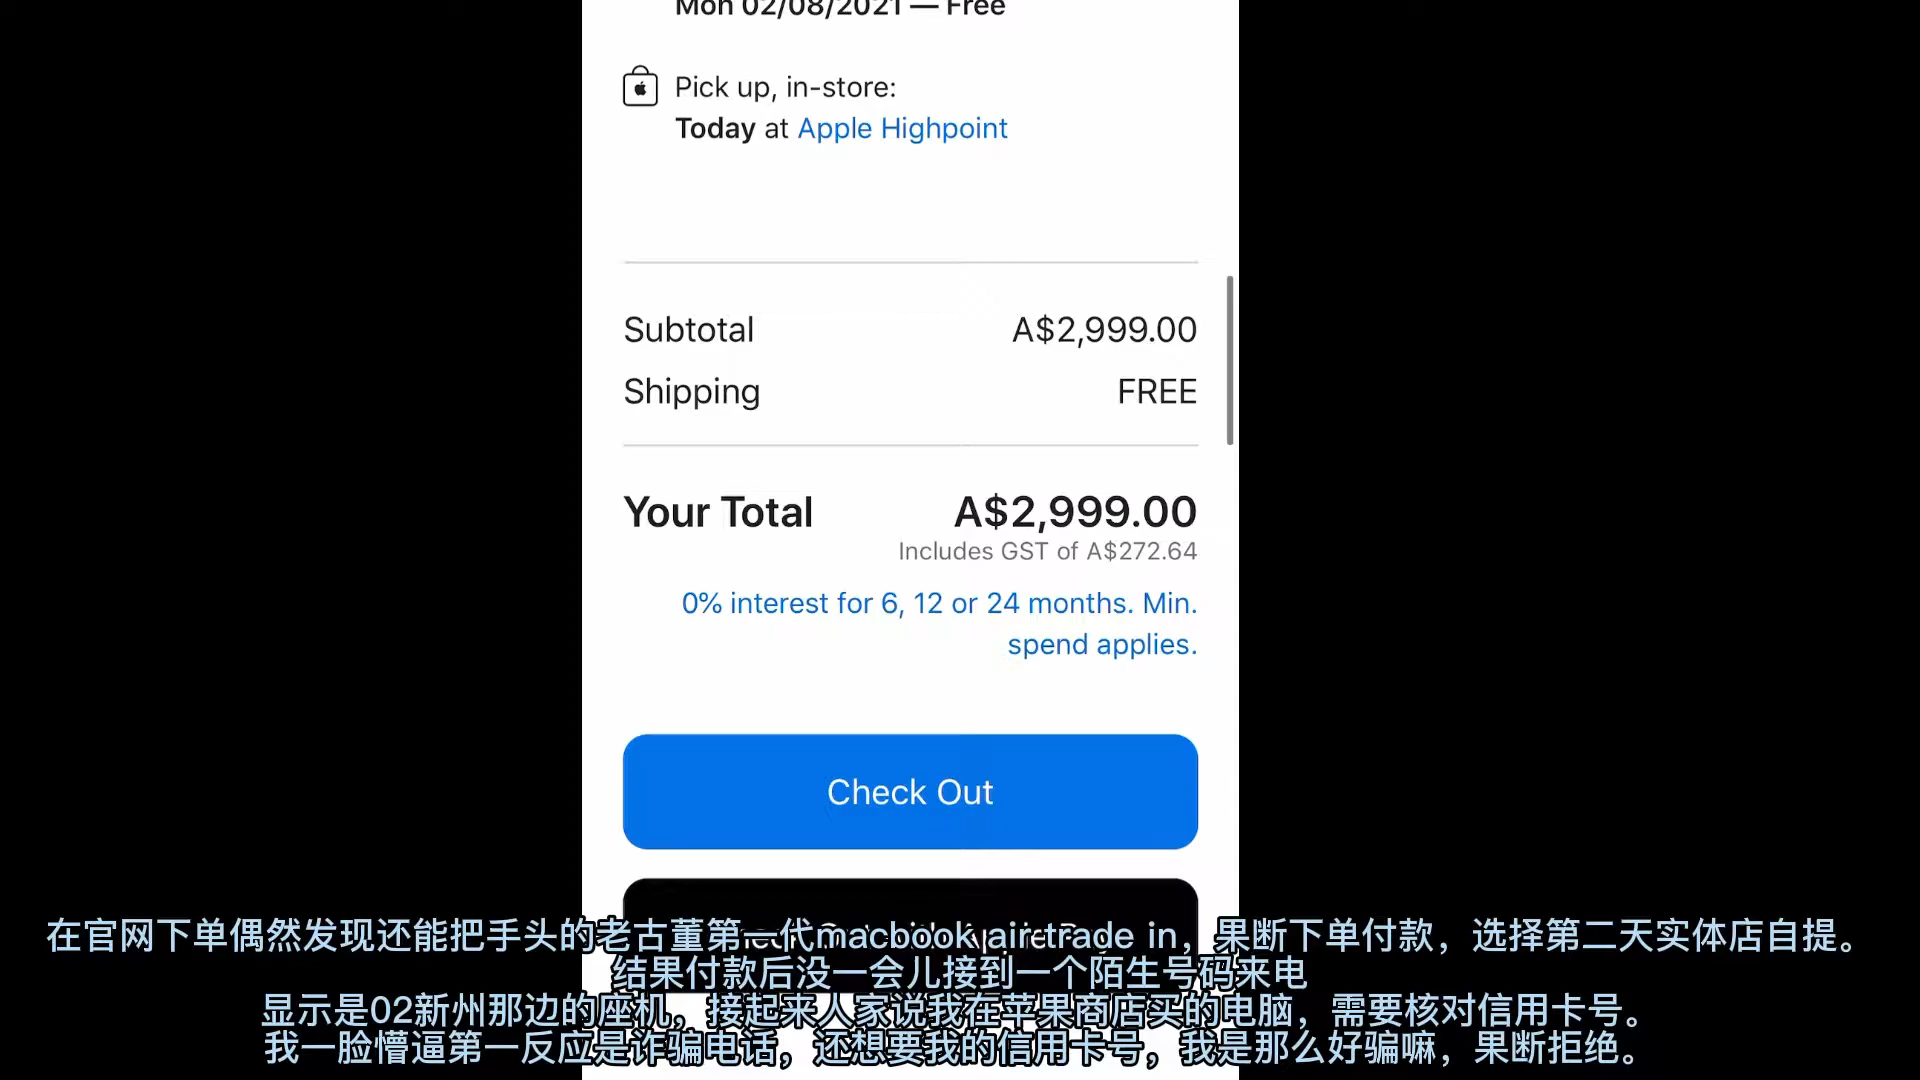 Mon 02/08/2021 — Free
Pick up, in-store:
Today at Apple Highpoint
Subtotal A$2,999.00
Shipping FREE
Your Total A$2,999.00
Includes GST of A$272.64
0% interest for 6, 12 or 24 months. Min.
spend applies.
Check Out
在官网下单偶然发现还能把手头的老古董第一代macbook air trade in，果断下单付款，选择第二天实体店自提。
结果付款后没一会儿接到一个陌生号码来电
显示是02新州那边的座机，接起来人家说我在苹果商店买的电脑，需要核对信用卡号。
我一脸懵逼第一反应是诈骗电话，还想要我的信用卡号，我是那么好骗嘛，果断拒绝。